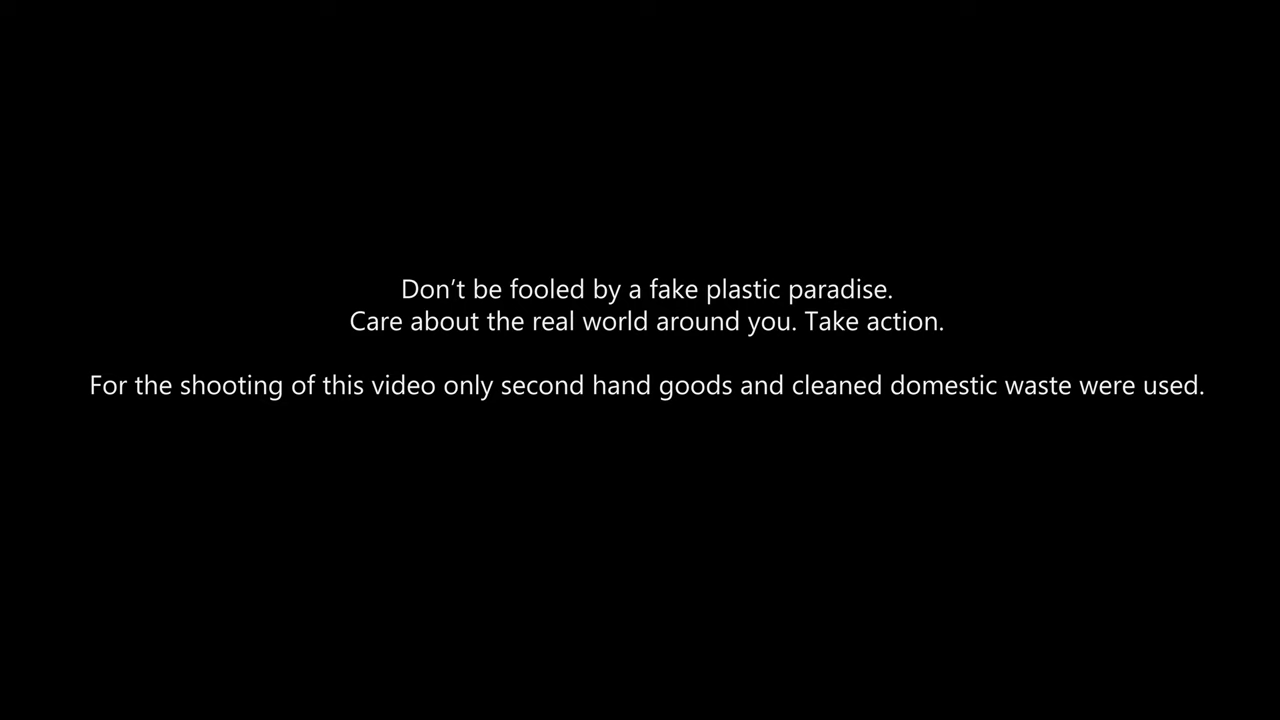 Don’t be fooled by a fake plastic paradise.
Care about the real world around you. Take action.
For the shooting of this video only second hand goods and cleaned domestic waste were used.